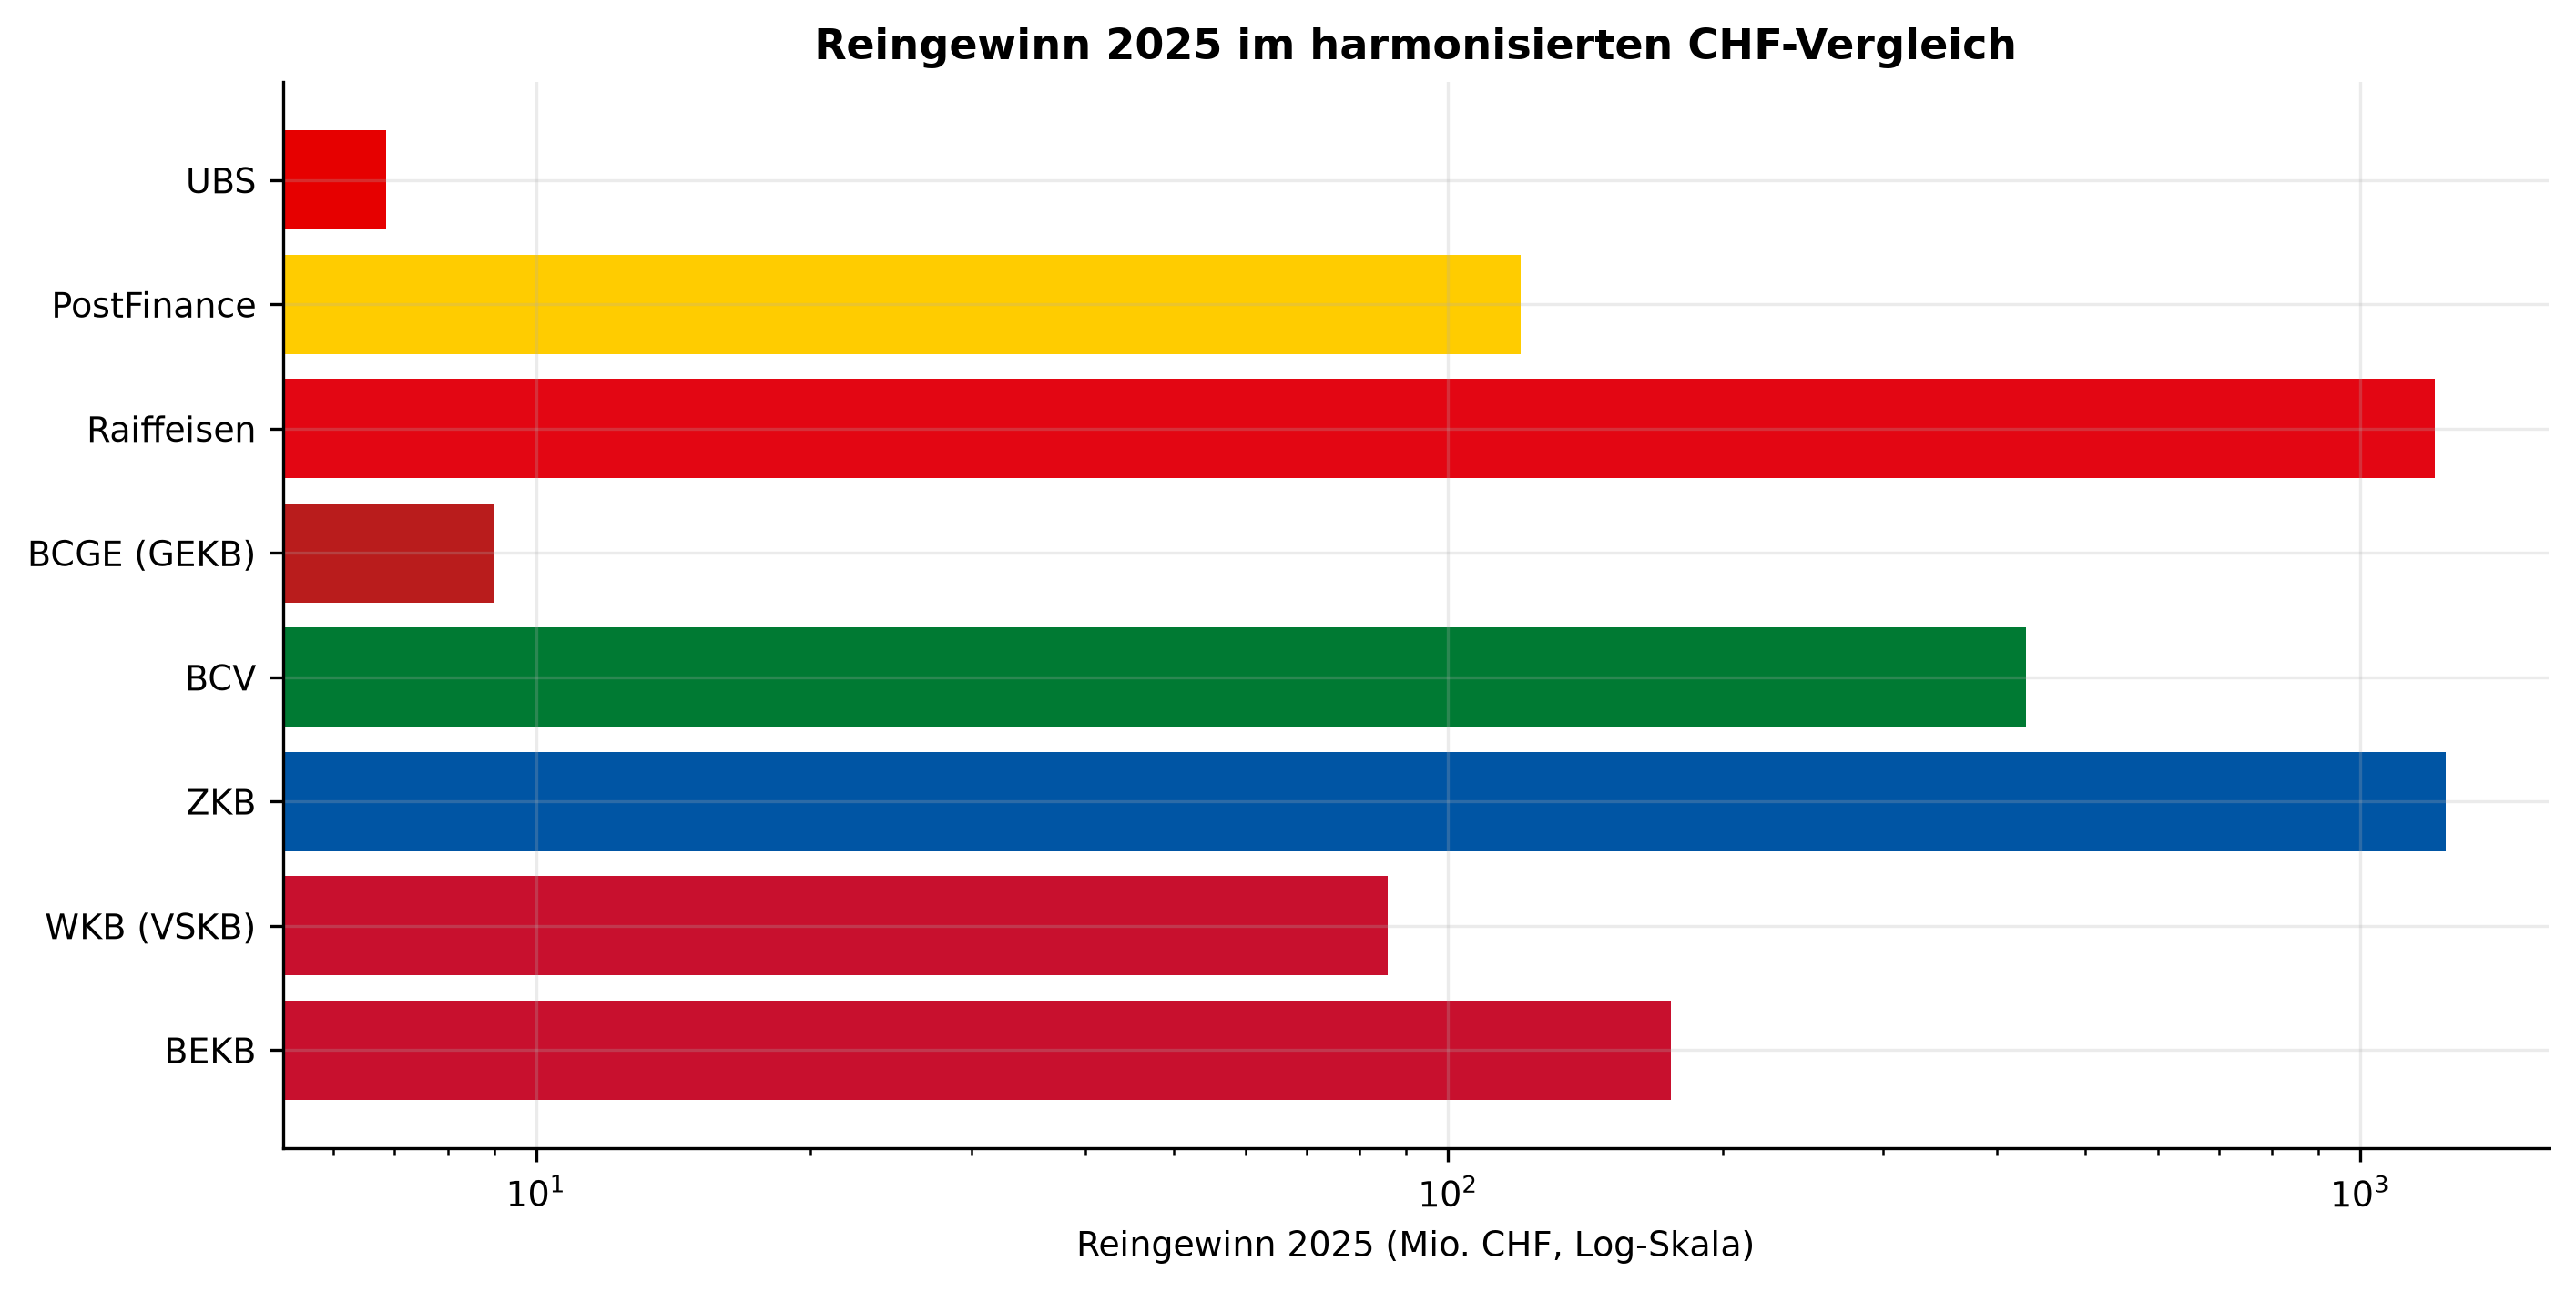 Reingewinn 2025 im harmonisierten CHF-Vergleich
UBS
PostFinance
Raiffeisen
BCGE (GEKB)
BCV
ZKB
WKB (VSKB)
BEKB
10¹ 10² 10³
Reingewinn 2025 (Mio. CHF, Log-Skala)